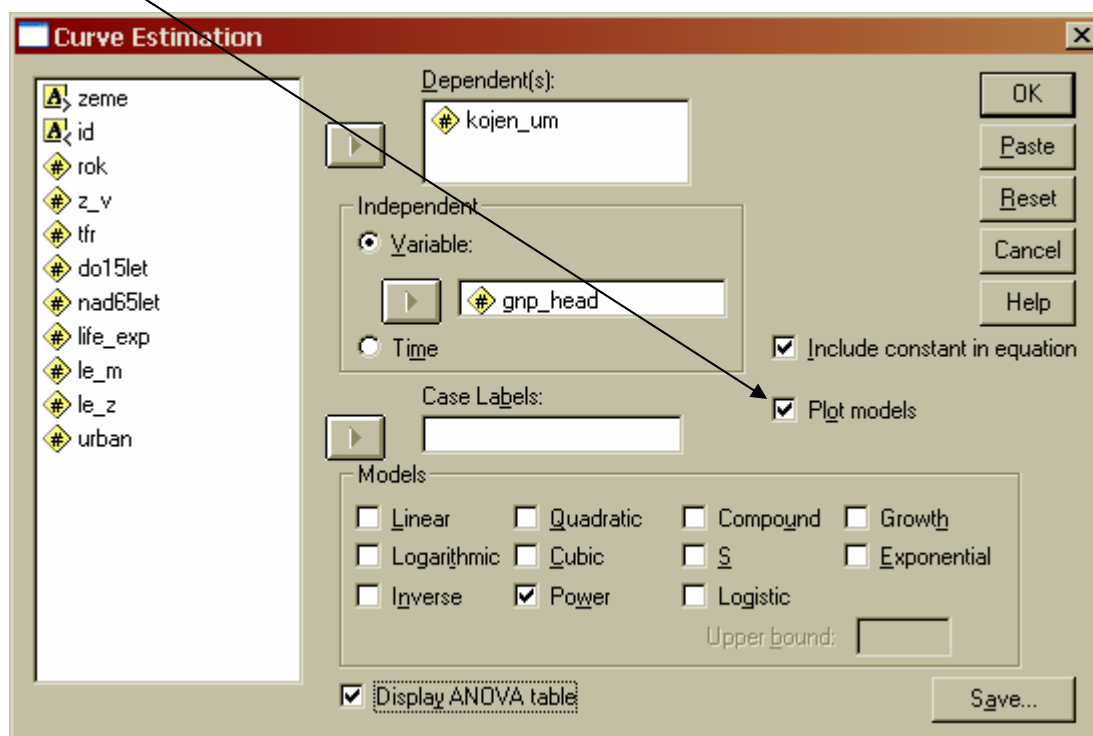 Curve Estimation
zeme
id
rok
z_v
tfr
do15let
nad65let
life_exp
le_m
le_z
urban
Dependent(s):
kojen_um
Independent
Variable:
gnp_head
Time
Case Labels:
OK
Paste
Reset
Cancel
Help
Include constant in equation
Plot models
Models
Linear Quadratic Compound Growth
Logarithmic Cubic S Exponential
Inverse Power Logistic
Upper bound:
Display ANOVA table
Save...